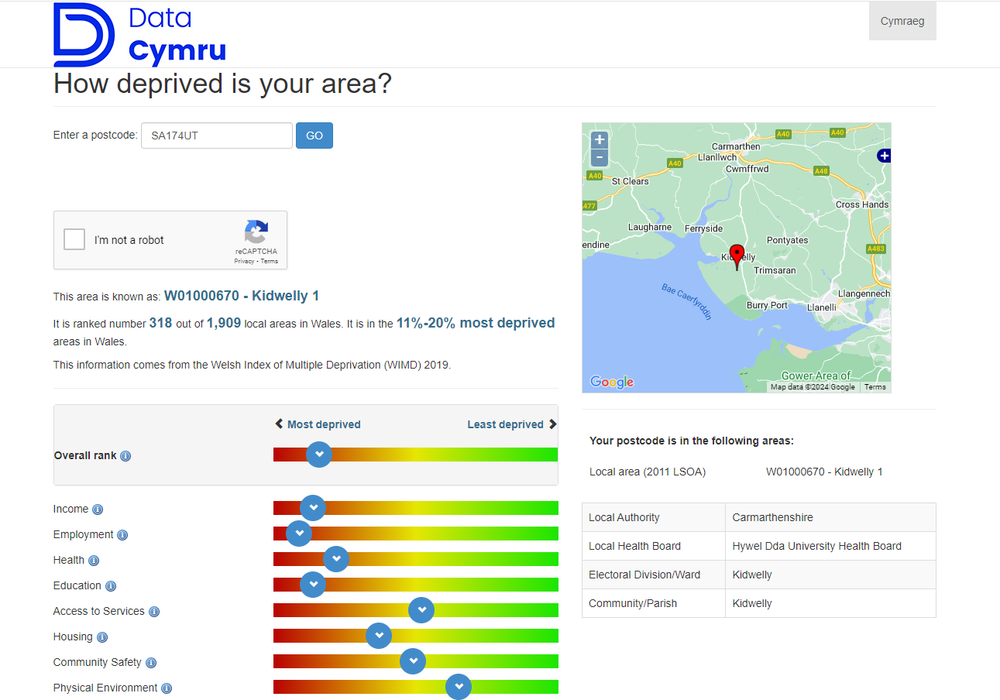 Data
Cymru
Cymraeg
How deprived is your area?
Enter a postcode: SA174UT GO
I'm not a robot
reCAPTCHA
Privacy - Terms
This area is known as: W01000670 - Kidwelly 1
It is ranked number 318 out of 1,909 local areas in Wales. It is in the 11%-20% most deprived
areas in Wales.
This information comes from the Welsh Index of Multiple Deprivation (WIMD) 2019.
Most deprived Least deprived
Overall rank
Income
Employment
Health
Education
Access to Services
Housing
Community Safety
Physical Environment
+
−
+
A40
A40
Carmarthen
Llanllwch
A40
Cwmffrwd
A48
A40
St Clears
477
Cross Hands
Laugharne
Ferryside
Pontyates
endine
A483
Kidwelly
Trimsaran
Bae Caerfyrddin
Llangennech
Burry Port
Llanelli
Gower Area of
Google
Map data ©2024 Google Terms
Your postcode is in the following areas:
Local area (2011 LSOA) W01000670 - Kidwelly 1
Local Authority Carmarthenshire
Local Health Board Hywel Dda University Health Board
Electoral Division/Ward Kidwelly
Community/Parish Kidwelly